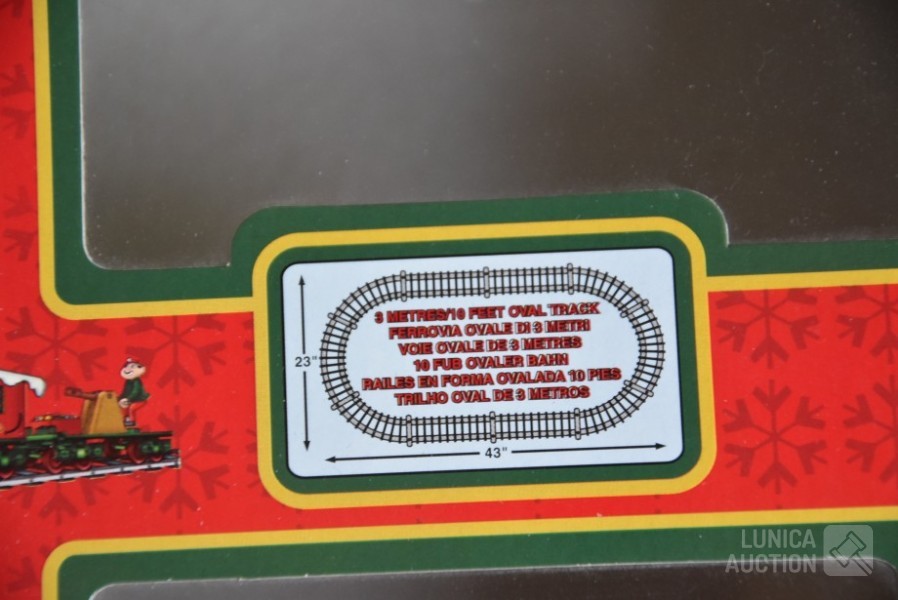 3 METRES/10 FEET OVAL TRACK
FERROVIA OVALE DI 3 METRI
VOIE OVALE DE 3 METRES
23"
10 FUB OVALER BAHN
RAILES EN FORMA OVALADA 10 PIES
TRILHO OVAL DE 3 METROS
43"
LUNICA
AUCTION